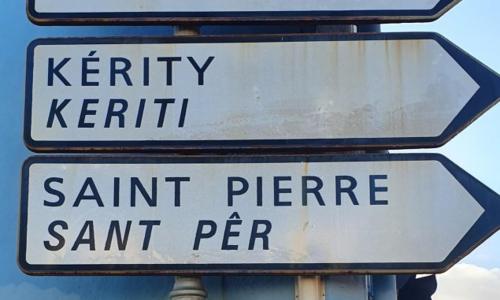 KÉRITY
KERITI
SAINT PIERRE
SANT PÊR